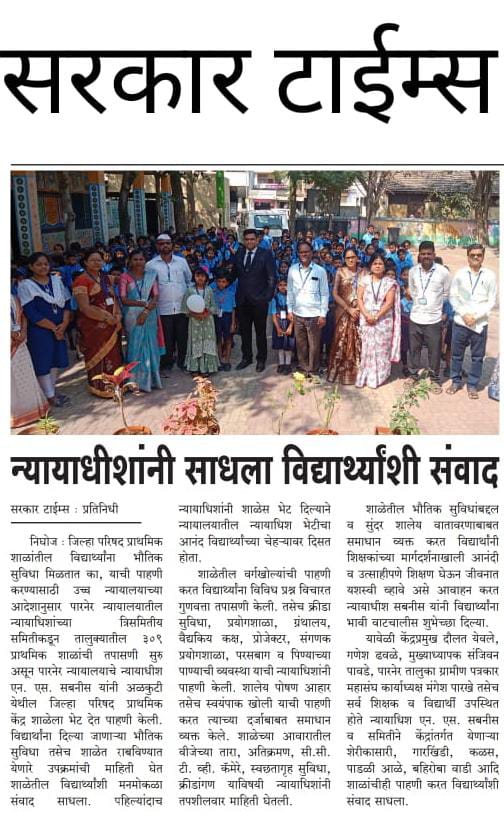 सरकार टाईम्स
न्यायाधीशांनी साधला विद्यार्थ्यांशी संवाद
सरकार टाईम्स : प्रतिनिधी
निघोज : जिल्हा परिषद प्राथमिक
शाळांतील विद्यार्थ्यांना भौतिक
सुविधा मिळतात का, याची पाहणी
करण्यासाठी उच्च न्यायालयाच्या
आदेशानुसार पारनेर न्यायालयातील
न्यायाधिशांच्या त्रिसमितीय
समितीकडून तालुक्यातील ३०९
प्राथमिक शाळांची तपासणी सुरु
असून पारनेर न्यायालयाचे न्यायाधीश
एन. एस. सबनीस यांनी अळकुटी
येथील जिल्हा परिषद प्राथमिक
केंद्र शाळेला भेट देत पाहणी केली.
विद्यार्थांना दिल्या जाणाऱ्या भौतिक
सुविधा तसेच शाळेत राबविण्यात
येणारे उपक्रमांची माहिती घेत
शाळेतील विद्यार्थ्यांशी मनमोकळा
संवाद साधला. पहिल्यांदाच
न्यायाधिशांनी शाळेस भेट दिल्याने
न्यायालयातील न्यायाधिश भेटीचा
आनंद विद्यार्थ्यांच्या चेहऱ्यावर दिसत
होता.
शाळेतील वर्गखोल्यांची पाहणी
करत विद्यार्थ्यांना विविध प्रश्न विचारत
गुणवत्ता तपासणी केली. तसेच क्रीडा
सुविधा, प्रयोगशाळा, ग्रंथालय,
वैद्यकिय कक्ष, प्रोजेक्टर, संगणक
प्रयोगशाळा, परसबाग व पिण्याच्या
पाण्याची व्यवस्था याची न्यायाधिशांनी
पाहणी केली. शालेय पोषण आहार
तसेच स्वयंपाक खोली याची पाहणी
करत त्याच्या दर्जाबाबत समाधान
व्यक्त केले. शाळेच्या आवारातील
वीजेच्या तारा, अतिक्रमण, सी.सी.
टि. व्ही. कॅमेरे, स्वछतागृह सुविधा,
क्रीडांगण याविषयी न्यायाधिशांनी
तपशीलवार माहिती घेतली.
शाळेतील भौतिक सुविधांबद्दल
व सुंदर शालेय वातावरणाबाबत
समाधान व्यक्त करत विद्यार्थांनी
शिक्षकांच्या मार्गदर्शनाखाली आनंदी
व उत्साहीपणे शिक्षण घेऊन जीवनात
यशस्वी व्हावे असे आवाहन करत
न्यायाधीश सबनीस यांनी विद्यार्थ्यांना
भावी वाटचालीस शुभेच्छा दिल्या.
यावेळी केंद्रप्रमुख दौलत येवले,
गणेश ढवळे, मुख्याध्यापक संजिवन
पावडे, पारनेर तालुका ग्रामीण पत्रकार
महासंघ कार्याध्यक्ष मंगेश पारखे तसेच
सर्व शिक्षक व विद्यार्थी उपस्थित
होते न्यायाधिश एन. एस. सबनीस
व समितीने केंद्रांतर्गत येणाऱ्या
शेरीकासारी, गारखिंडी, कळस,
पाडळी आळे, बहिरोबा वाडी आदि
शाळांचीही पाहणी करत विद्यार्थ्यांशी
संवाद साधला.